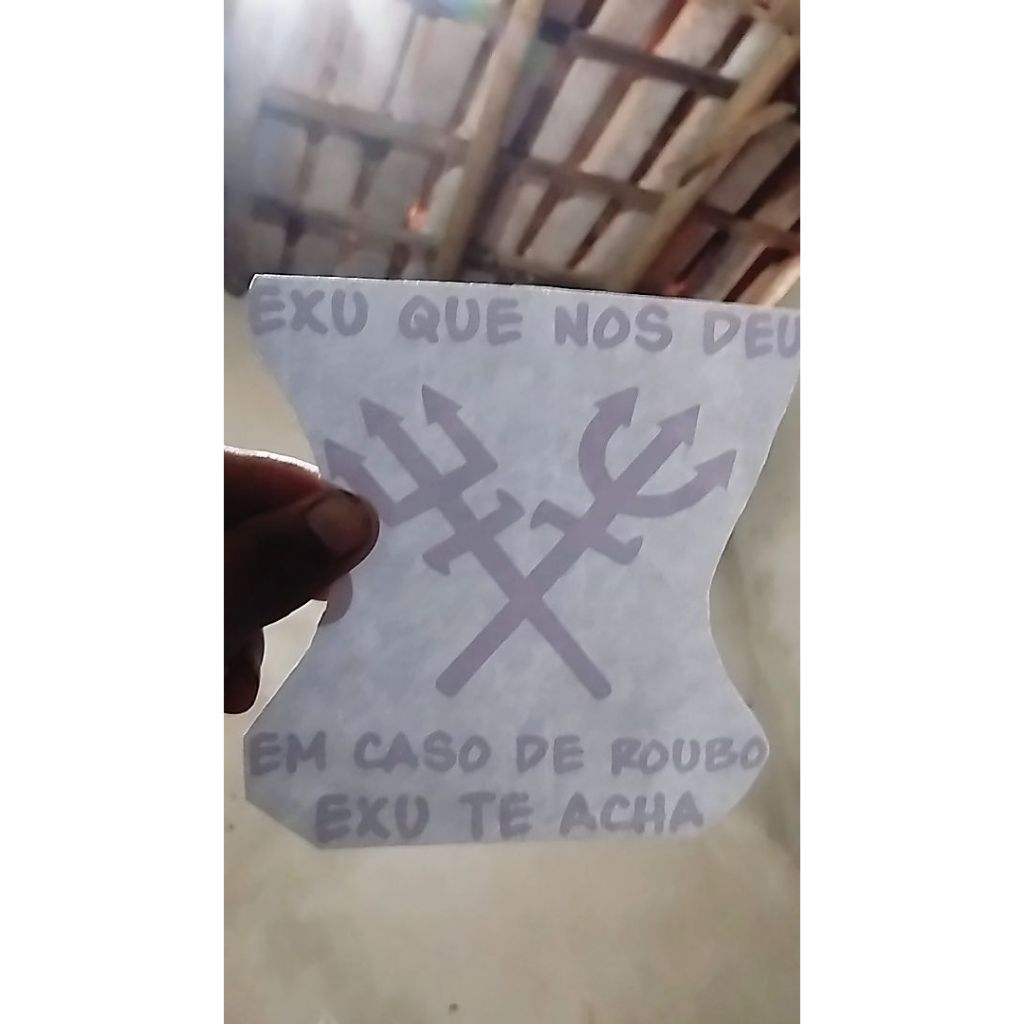 EXU QUE NOS DEU
EM CASO DE ROUBO
EXU TE ACHA